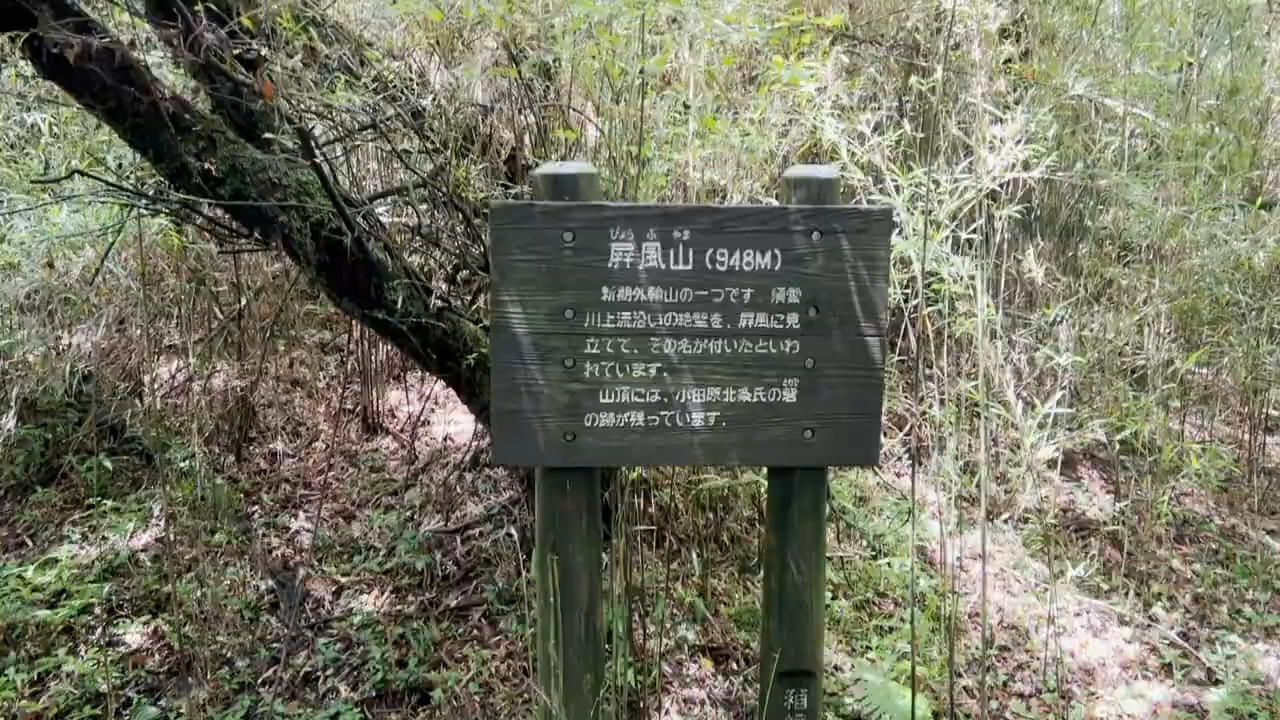 びょう ぶ やま
屏風山 (948M)
新期外輪山の一つです。須雲
川上流沿いの絶壁を、屏風に見
立てて、その名が付いたといわ
れています。
とりで
山頂には、小田原北条氏の砦
の跡が残っています。
箱